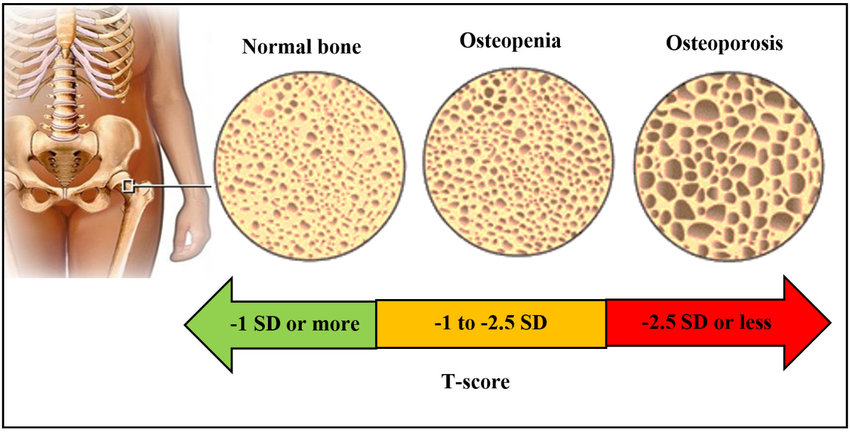 Normal bone
Osteopenia
Osteoporosis
-1 SD or more
-1 to -2.5 SD
-2.5 SD or less
T-score